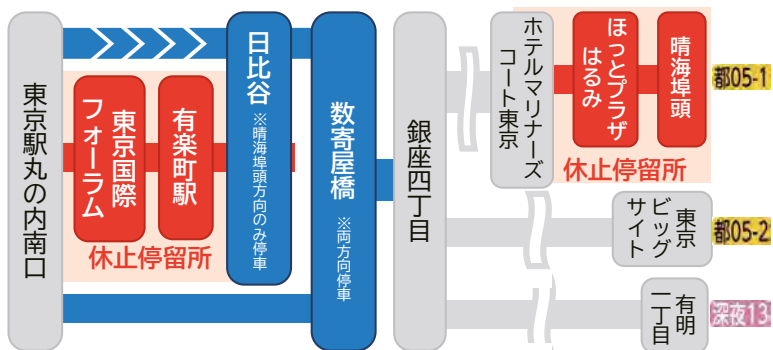 東京駅丸の内南口
東京国際
フォーラム
有楽町駅
休止停留所
日比谷
※晴海埠頭方向のみ停車
数寄屋橋
※両方向停車
銀座四丁目
ホテルマリナーズ
コート東京
ほっとプラザ
はるみ
晴海埠頭
休止停留所
都05-1
東京
ビッグ
サイト
都05-2
有明
一丁目
深夜13